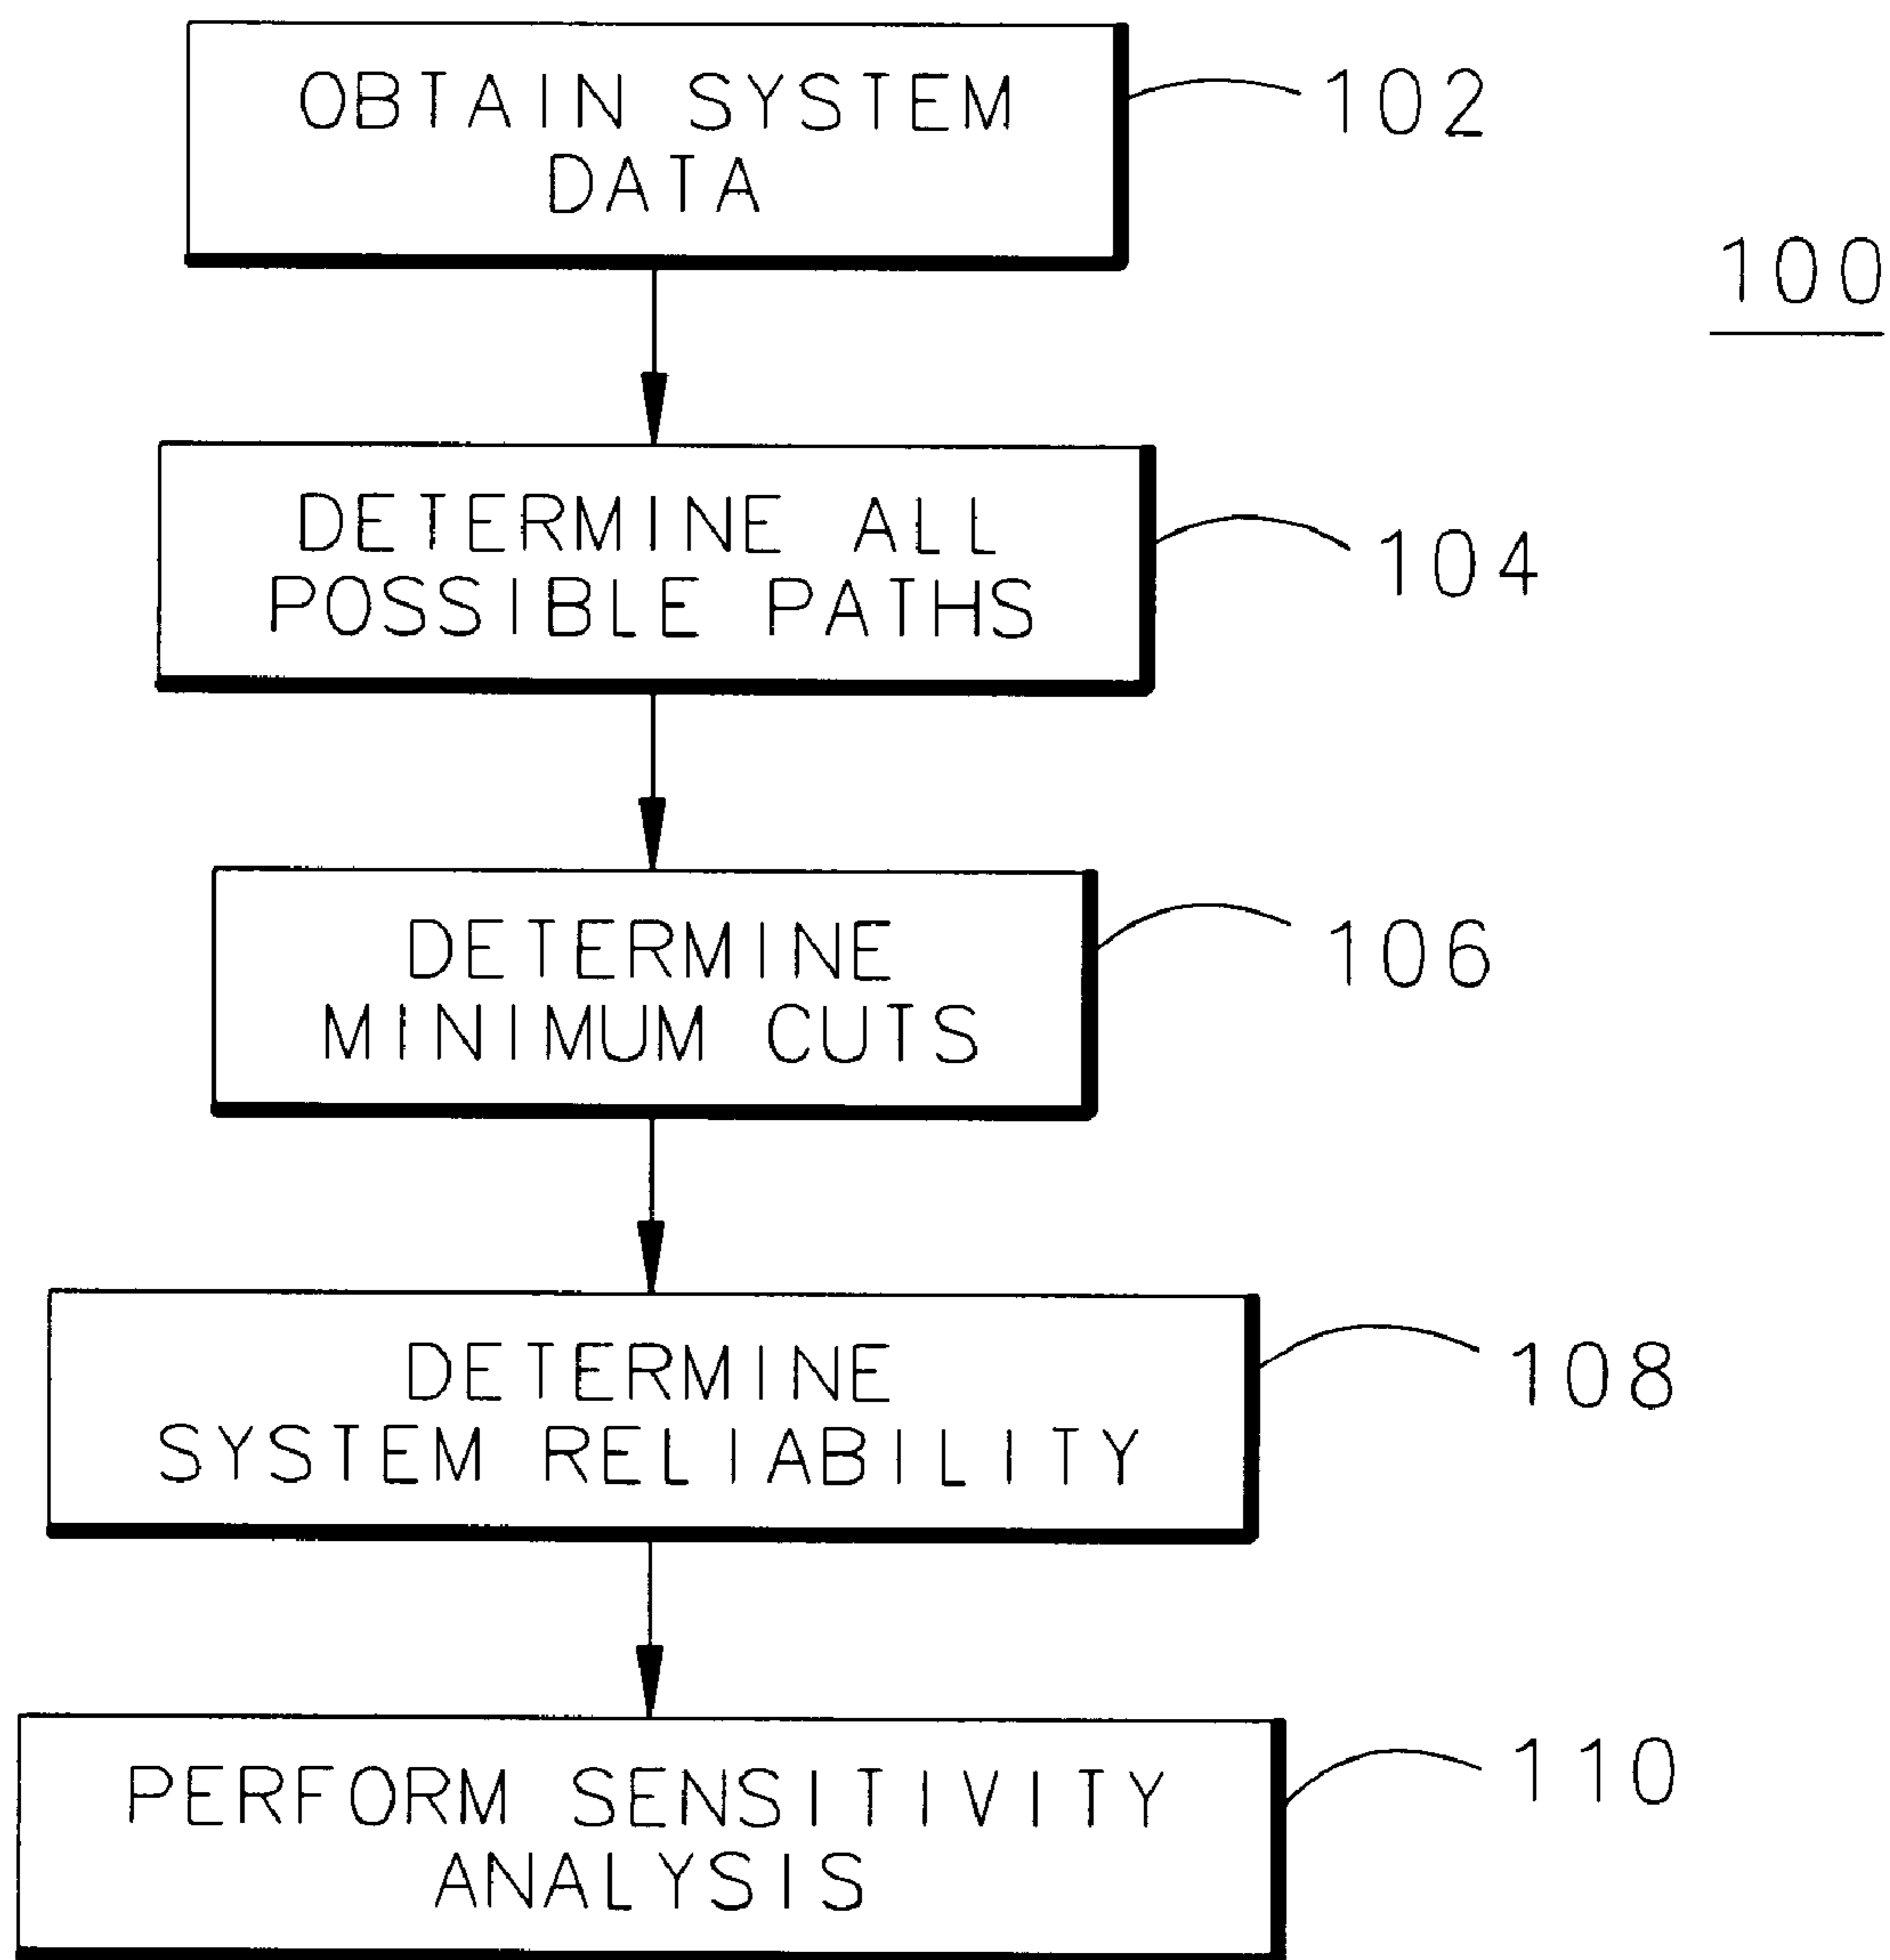 OBTAIN SYSTEM
DATA
102
100
DETERMINE ALL
POSSIBLE PATHS
104
DETERMINE
MINIMUM CUTS
106
DETERMINE
SYSTEM RELIABILITY
108
PERFORM SENSITIVITY
ANALYSIS
110